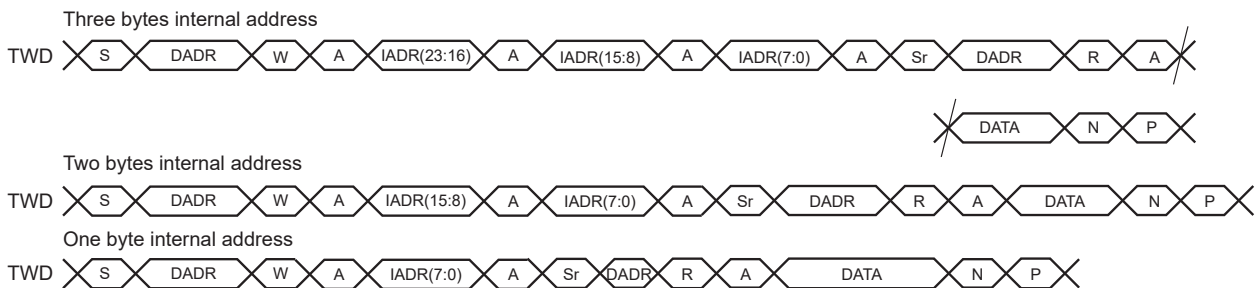 Three bytes internal address
TWD S DADR W A IADR(23:16) A IADR(15:8) A IADR(7:0) A Sr DADR R A
DATA N P
Two bytes internal address
TWD S DADR W A IADR(15:8) A IADR(7:0) A Sr DADR R A DATA N P
One byte internal address
TWD S DADR W A IADR(7:0) A Sr DADR R A DATA N P